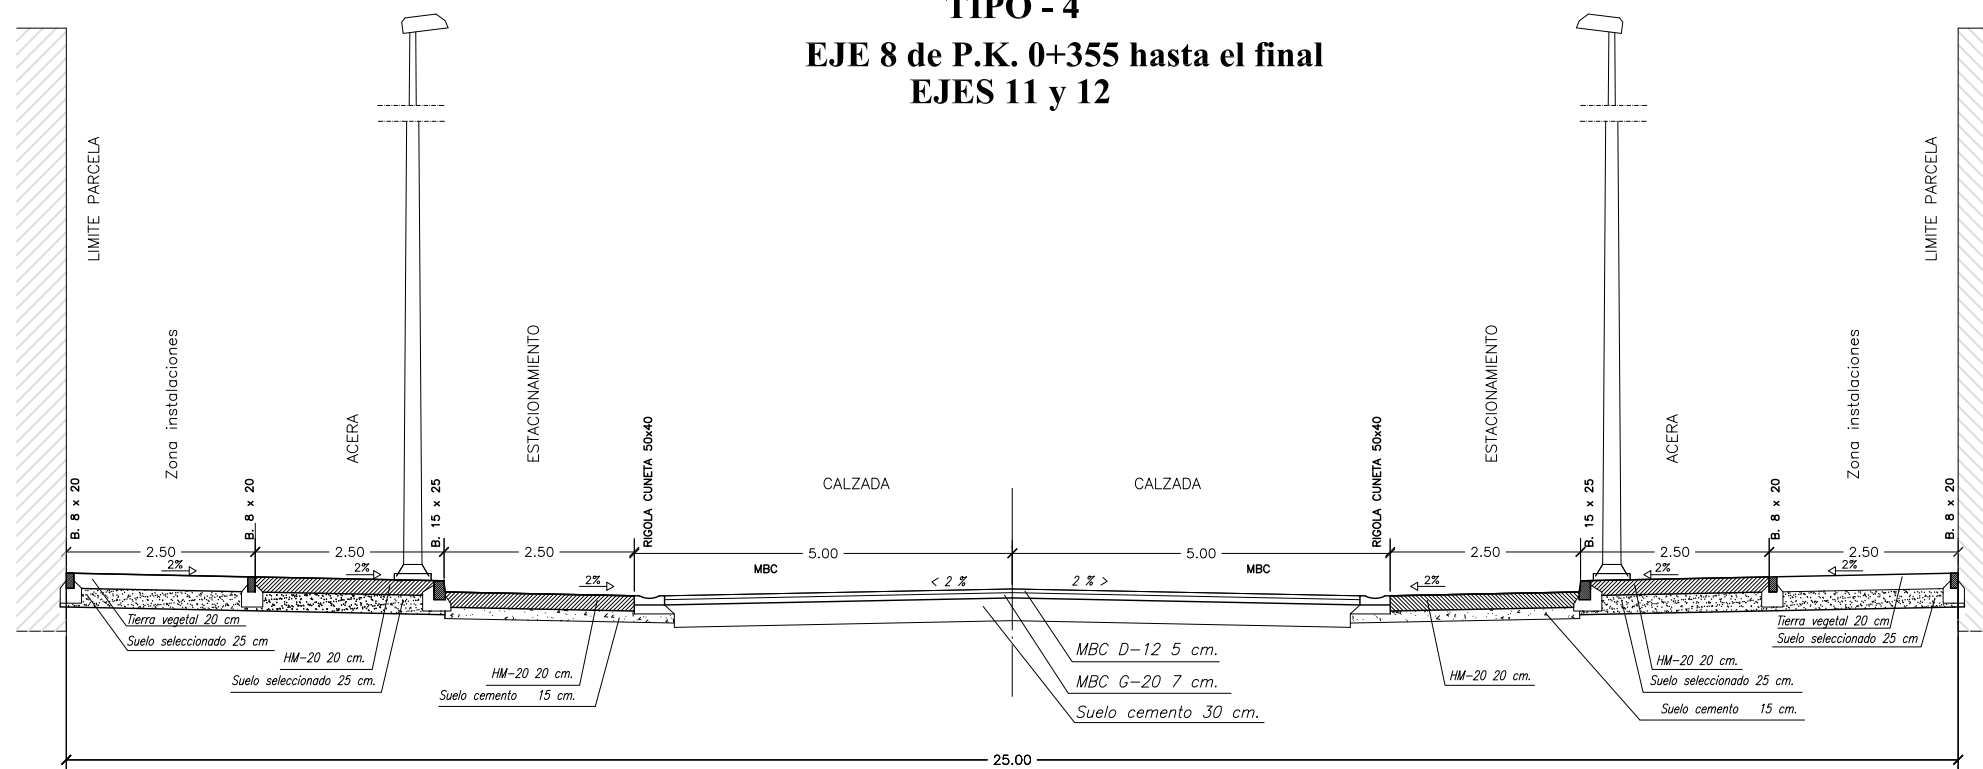 TIPO - 4
EJE 8 de P.K. 0+355 hasta el final
EJES 11 y 12
LIMITE PARCELA
LIMITE PARCELA
Zona instalaciones
ACERA
ESTACIONAMIENTO
RIGOLA CUNETA 50x40
CALZADA
CALZADA
RIGOLA CUNETA 50x40
ESTACIONAMIENTO
ACERA
Zona instalaciones
B. 8 x 20
B. 8 x 20
B. 15 x 25
B. 15 x 25
B. 8 x 20
B. 8 x 20
2.50
2.50
2.50
5.00
5.00
2.50
2.50
2.50
2%
2%
2%
MBC
< 2 %
2 % >
MBC
2%
2%
2%
Tierra vegetal 20 cm
Suelo seleccionado 25 cm
HM-20 20 cm.
Suelo seleccionado 25 cm.
HM-20 20 cm.
Suelo cemento 15 cm.
MBC D-12 5 cm.
MBC G-20 7 cm.
Suelo cemento 30 cm.
HM-20 20 cm.
Tierra vegetal 20 cm
Suelo seleccionado 25 cm
HM-20 20 cm.
Suelo seleccionado 25 cm.
Suelo cemento 15 cm.
25.00